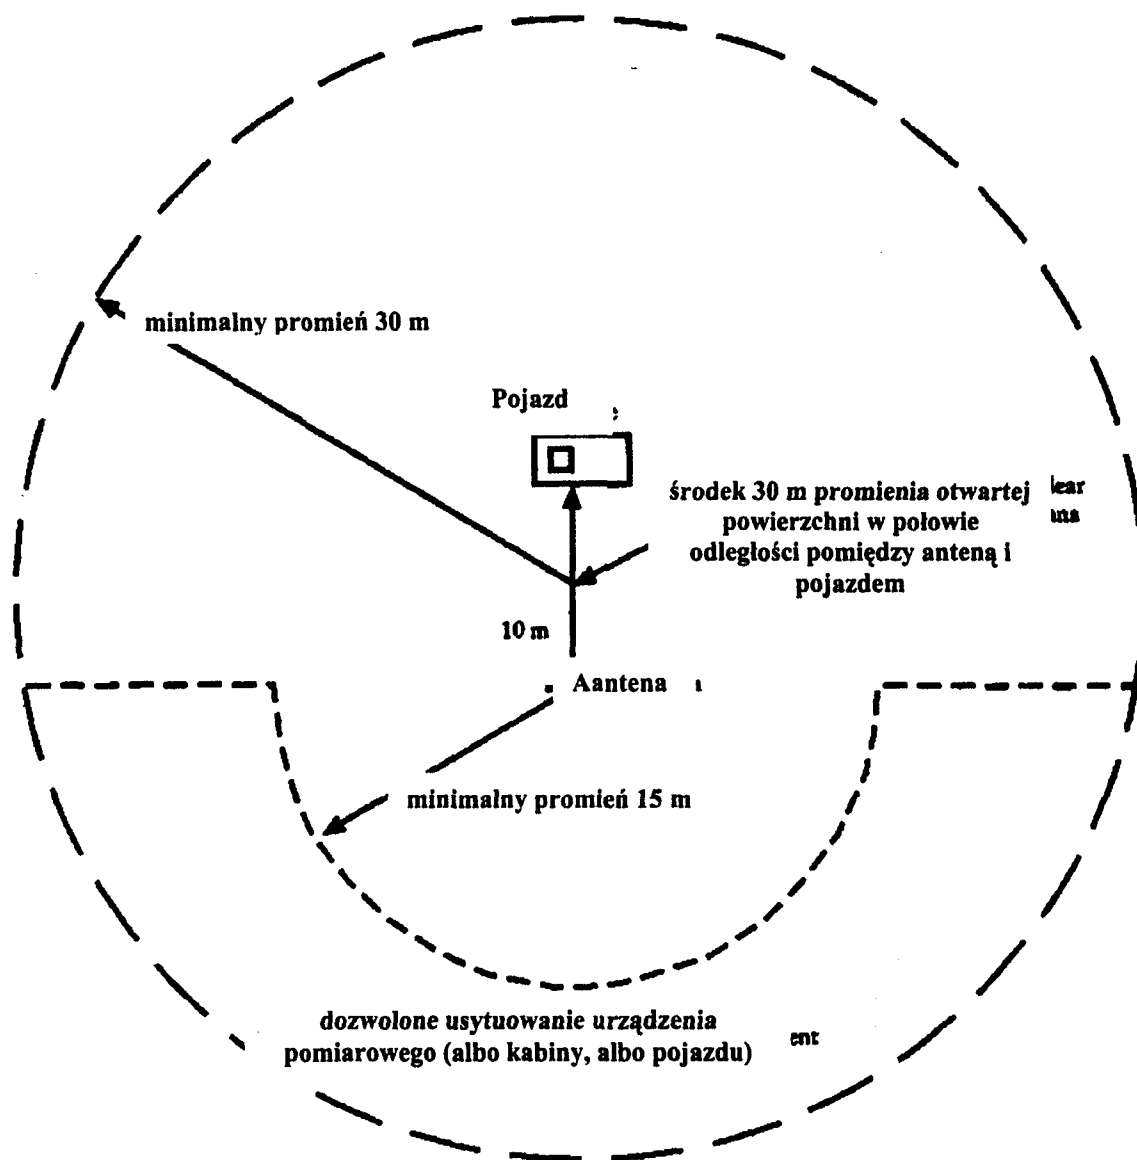 minimalny promień 30 m
Pojazd
środek 30 m promienia otwartej
powierzchni w połowie
odległości pomiędzy anteną i
pojazdem
10 m
Aantena
minimalny promień 15 m
dozwolone usytuowanie urządzenia
pomiarowego (albo kabiny, albo pojazdu)
ent